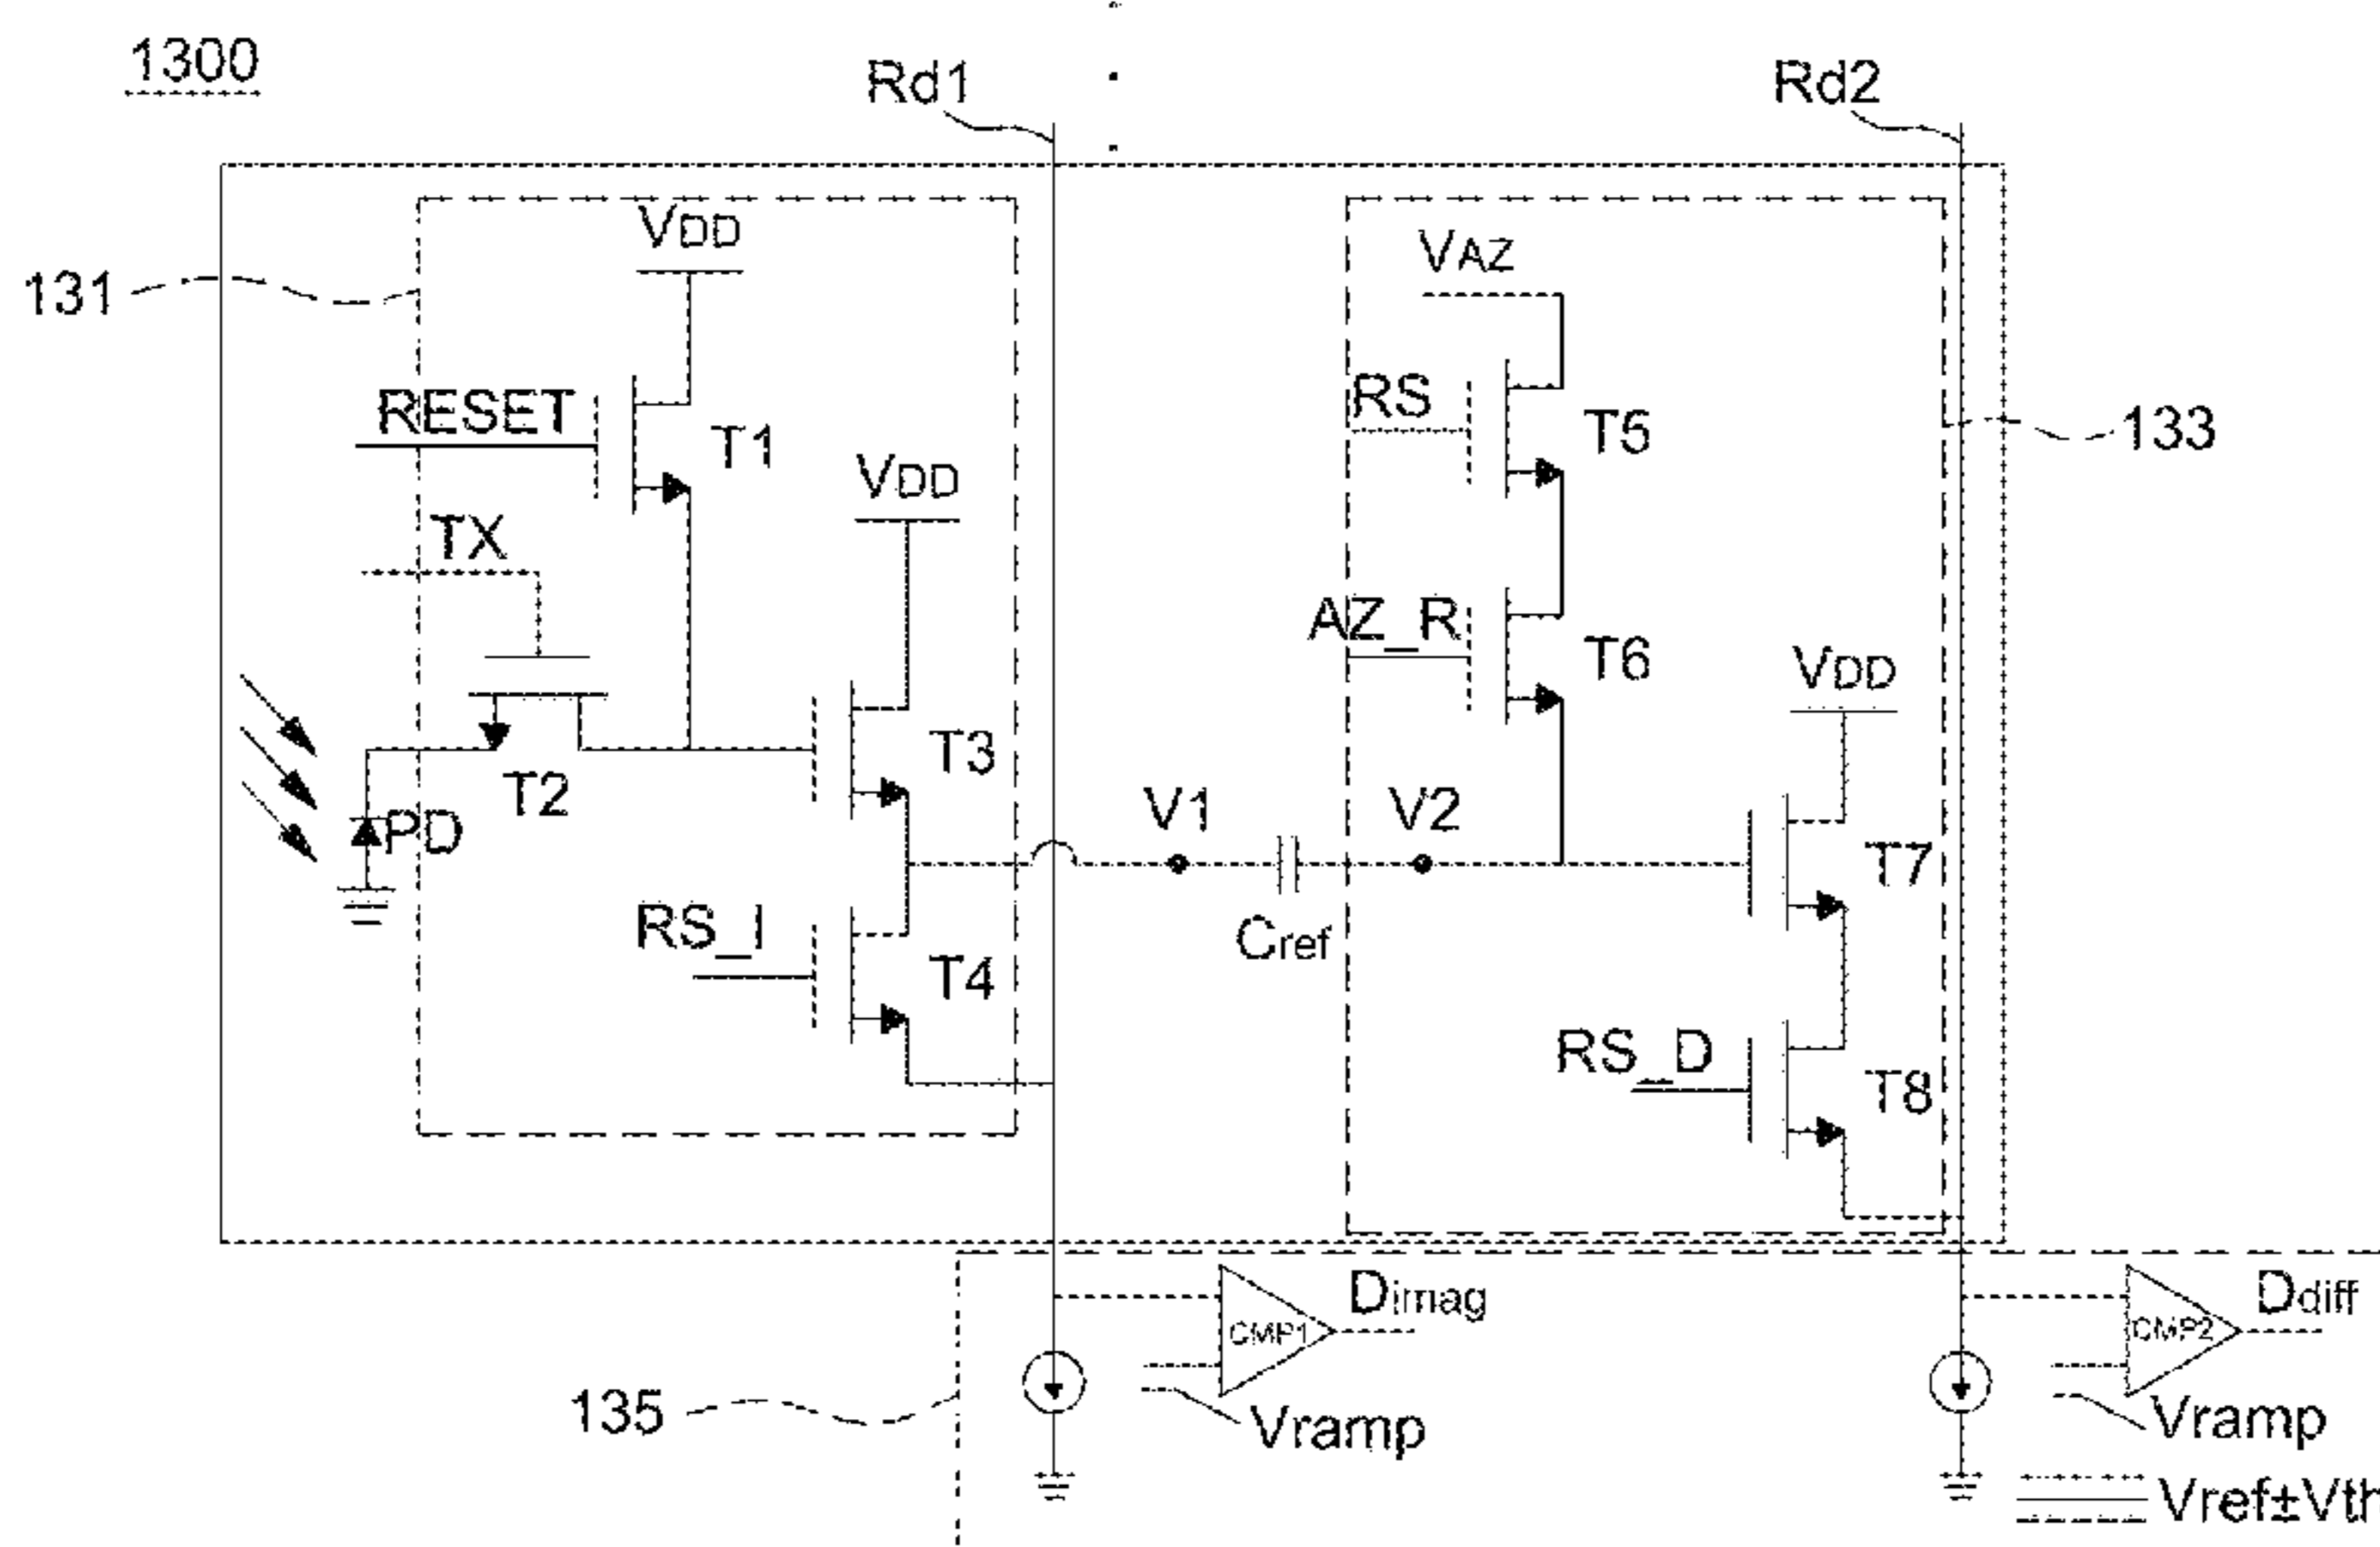 1300
Rd1
Rd2
VDD
VAZ
131
RESET
T1
RS
T5
133
VDD
TX
AZ_R
T6
VDD
T3
T2
PD
V1
V2
T7
Cref
RS_I
T4
RS_D
T8
Dimag
Ddiff
CMP1
CMP2
135
Vramp
Vramp
Vref±Vth